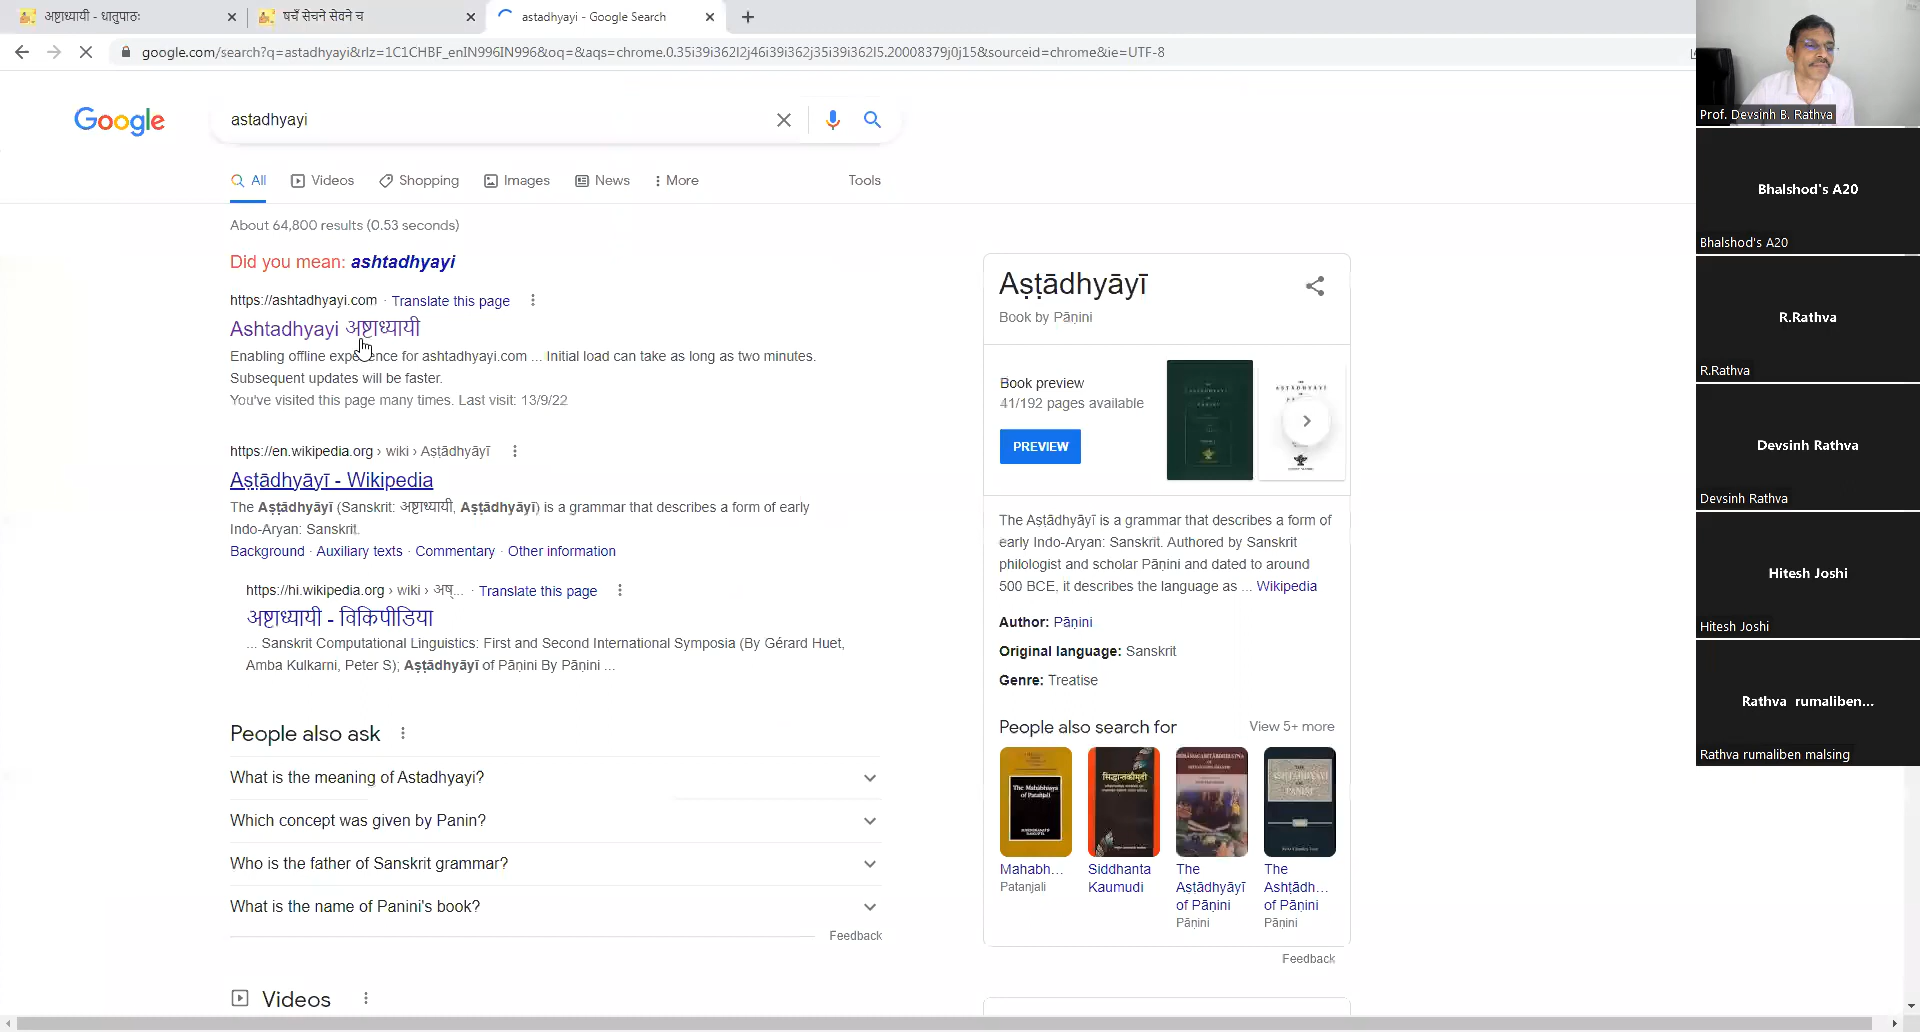 अष्टाध्यायी - धातुपाठः
षचँ सेचने सेवने च
astadhyayi - Google Search
google.com/search?q=astadhyayi&rlz=1C1CHBF_enIN996IN996&oq=&aqs=chrome.0.35i39i362l2j46i39i362j35i39i362l5.20008379j0j15&sourceid=chrome&ie=UTF-8
Google
astadhyayi
All
Videos
Shopping
Images
News
More
Tools
About 64,800 results (0.53 seconds)
Did you mean: ashtadhyayi
https://ashtadhyayi.com · Translate this page
Ashtadhyayi अष्टाध्यायी
Enabling offline experience for ashtadhyayi.com ... Initial load can take as long as two minutes.
Subsequent updates will be faster.
You've visited this page many times. Last visit: 13/9/22
https://en.wikipedia.org › wiki › Aṣṭādhyāyī
Aṣṭādhyāyī - Wikipedia
The Aṣṭādhyāyī (Sanskrit: अष्टाध्यायी, Aṣṭādhyāyī) is a grammar that describes a form of early
Indo-Aryan: Sanskrit.
Background · Auxiliary texts · Commentary · Other information
https://hi.wikipedia.org › wiki › अष्... Translate this page
अष्टाध्यायी - विकिपीडिया
... Sanskrit Computational Linguistics: First and Second International Symposia (By Gérard Huet,
Amba Kulkarni, Peter S); Aṣṭādhyāyī of Pāṇini By Pāṇini ...
People also ask
What is the meaning of Astadhyayi?
Which concept was given by Panin?
Who is the father of Sanskrit grammar?
What is the name of Panini's book?
Feedback
Videos
Aṣṭādhyāyī
Book by Pāṇini
Book preview
41/192 pages available
PREVIEW
The Aṣṭādhyāyī is a grammar that describes a form of
early Indo-Aryan: Sanskrit. Authored by Sanskrit
philologist and scholar Pāṇini and dated to around
500 BCE, it describes the language as ... Wikipedia
Author: Pāṇini
Original language: Sanskrit
Genre: Treatise
People also search for
View 5+ more
The Mahabhasya
of Patanjali
सिद्धान्तकौमुदी
Mahabh...
Patanjali
Siddhanta
Kaumudi
The
Aṣṭādhyāyī
of Pāṇini
Pāṇini
The
Ashṭādh...
of Pāṇini
Pāṇini
Feedback
Prof. Devsinh B. Rathva
Bhalshod's A20
Bhalshod's A20
R.Rathva
R.Rathva
Devsinh Rathva
Devsinh Rathva
Hitesh Joshi
Hitesh Joshi
Rathva rumaliben...
Rathva rumaliben malsing